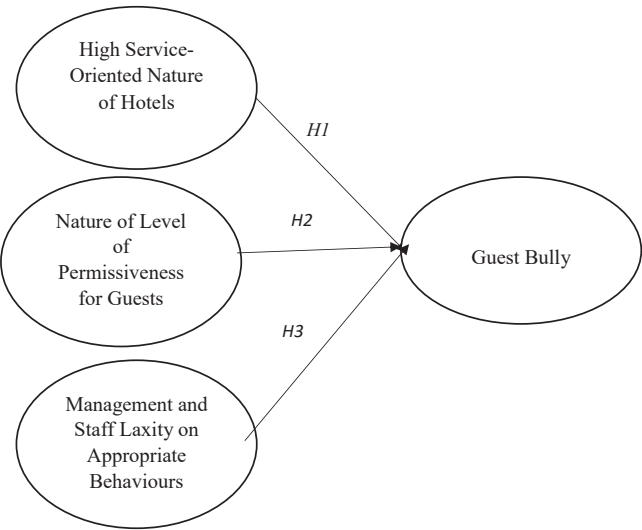 High Service-
Oriented Nature
of Hotels
H1
Nature of Level
of
Permissiveness
for Guests
H2
Guest Bully
H3
Management and
Staff Laxity on
Appropriate
Behaviours